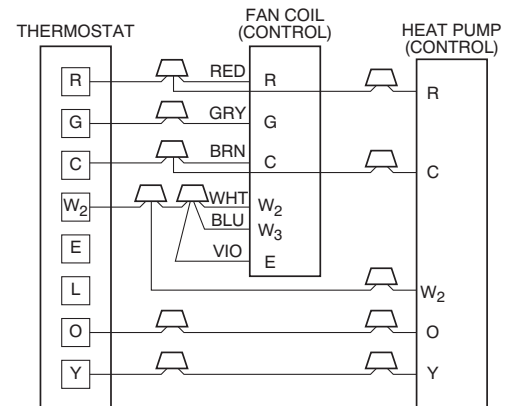 THERMOSTAT
FAN COIL
(CONTROL)
HEAT PUMP
(CONTROL)
R
RED
R
R
G
GRY
G
C
BRN
C
C
W2
WHT
W2
BLU
W3
E
VIO
E
L
W2
O
O
Y
Y